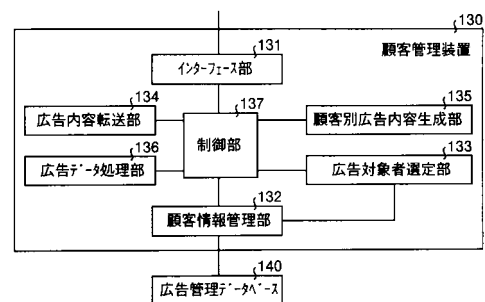 130
顧客管理装置
131
インターフェース部
134
広告内容転送部
137
制御部
135
顧客別広告内容生成部
136
広告データ処理部
133
広告対象者選定部
132
顧客情報管理部
140
広告管理データベース